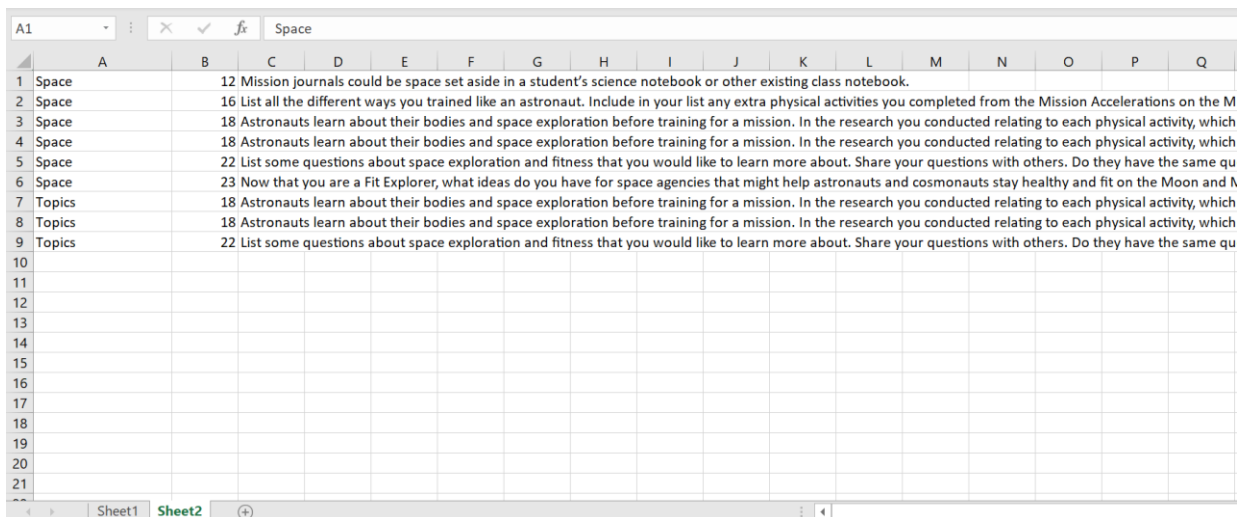 A1 fx Space
A B C D E F G H I J K L M N O P Q
1 Space 12 Mission journals could be space set aside in a student’s science notebook or other existing class notebook.
2 Space 16 List all the different ways you trained like an astronaut. Include in your list any extra physical activities you completed from the Mission Accelerations on the M
3 Space 18 Astronauts learn about their bodies and space exploration before training for a mission. In the research you conducted relating to each physical activity, which
4 Space 18 Astronauts learn about their bodies and space exploration before training for a mission. In the research you conducted relating to each physical activity, which
5 Space 22 List some questions about space exploration and fitness that you would like to learn more about. Share your questions with others. Do they have the same qu
6 Space 23 Now that you are a Fit Explorer, what ideas do you have for space agencies that might help astronauts and cosmonauts stay healthy and fit on the Moon and M
7 Topics 18 Astronauts learn about their bodies and space exploration before training for a mission. In the research you conducted relating to each physical activity, which
8 Topics 18 Astronauts learn about their bodies and space exploration before training for a mission. In the research you conducted relating to each physical activity, which
9 Topics 22 List some questions about space exploration and fitness that you would like to learn more about. Share your questions with others. Do they have the same qu
10
11
12
13
14
15
16
17
18
19
20
21
Sheet1 Sheet2